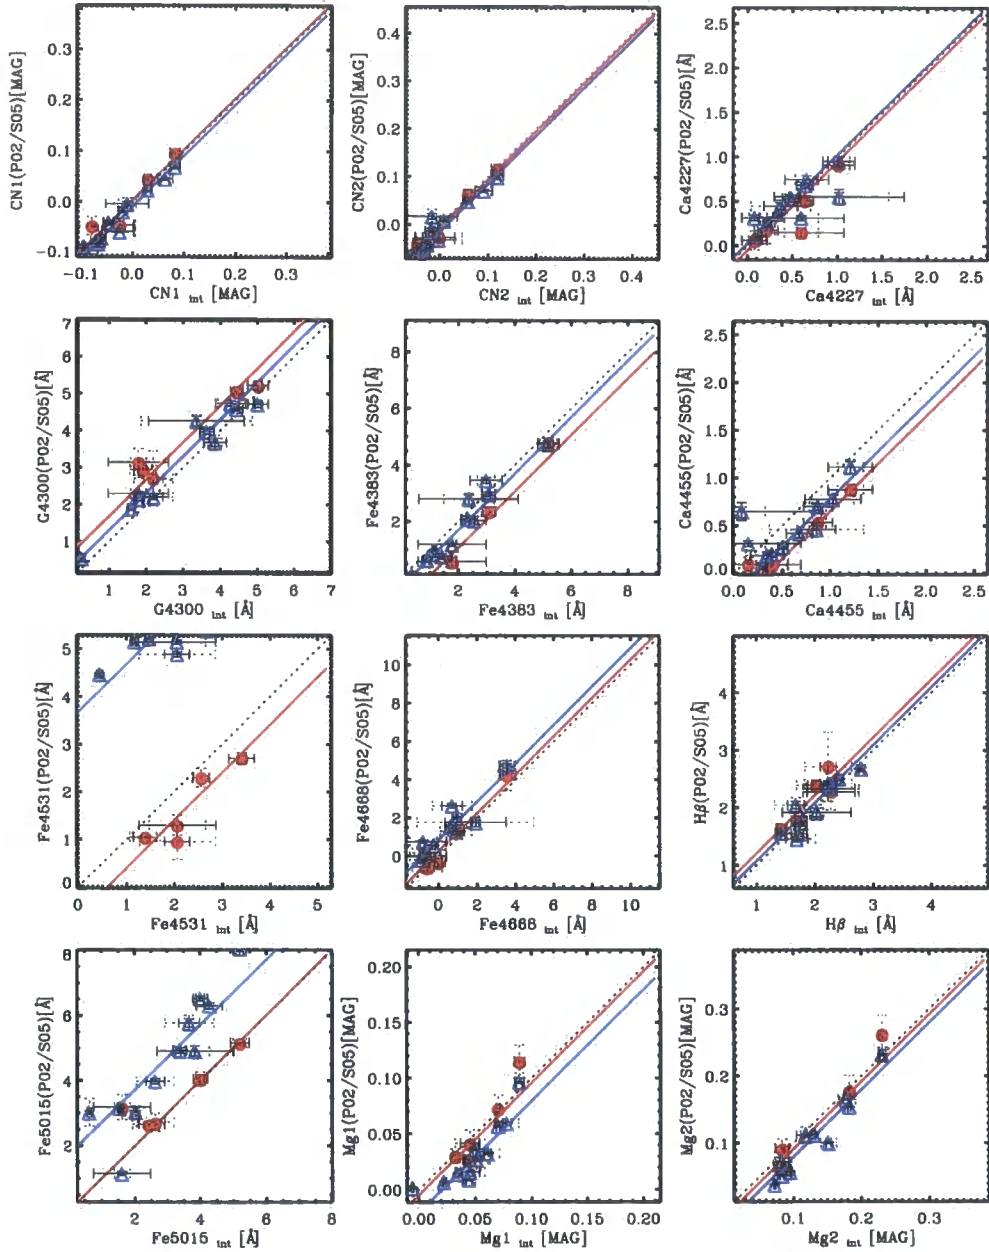 CN1(P02/S05)[MAG]
0.3
0.2
0.1
0.0
-0.1
-0.1 0.0 0.1 0.2 0.3
CN1 int [MAG]
CN2(P02/S05)[MAG]
0.4
0.3
0.2
0.1
0.0
0.0 0.1 0.2 0.3 0.4
CN2 int [MAG]
Ca4227(P02/S05)[Å]
2.5
2.0
1.5
1.0
0.5
0.0
0.0 0.5 1.0 1.5 2.0 2.5
Ca4227 int [Å]
G4300(P02/S05)[Å]
7
6
5
4
3
2
1
1 2 3 4 5 6 7
G4300 int [Å]
Fe4383(P02/S05)[Å]
8
6
4
2
2 4 6 8
Fe4383 int [Å]
Ca4455(P02/S05)[Å]
2.5
2.0
1.5
1.0
0.5
0.0
0.0 0.5 1.0 1.5 2.0 2.5
Ca4455 int [Å]
Fe4531(P02/S05)[Å]
5
4
3
2
1
0
0 1 2 3 4 5
Fe4531 int [Å]
Fe4668(P02/S05)[Å]
10
8
6
4
2
0
0 2 4 6 8 10
Fe4668 int [Å]
Hβ(P02/S05)[Å]
4
3
2
1
1 2 3 4
Hβ int [Å]
Fe5015(P02/S05)[Å]
8
6
4
2
2 4 6 8
Fe5015 int [Å]
Mg1(P02/S05)[MAG]
0.20
0.15
0.10
0.05
0.00
0.00 0.05 0.10 0.15 0.20
Mg1 int [MAG]
Mg2(P02/S05)[MAG]
0.3
0.2
0.1
0.1 0.2 0.3
Mg2 int [MAG]